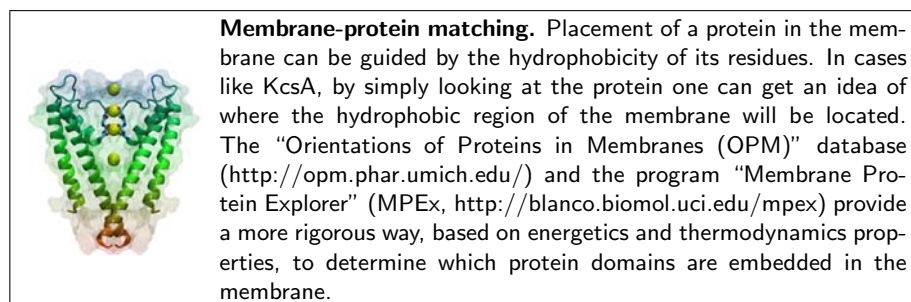 Membrane-protein matching. Placement of a protein in the mem-
brane can be guided by the hydrophobicity of its residues. In cases
like KcsA, by simply looking at the protein one can get an idea of
where the hydrophobic region of the membrane will be located.
The “Orientations of Proteins in Membranes (OPM)” database
(http://opm.phar.umich.edu/) and the program “Membrane Pro-
tein Explorer” (MPEx, http://blanco.biomol.uci.edu/mpex) provide
a more rigorous way, based on energetics and thermodynamics prop-
erties, to determine which protein domains are embedded in the
membrane.